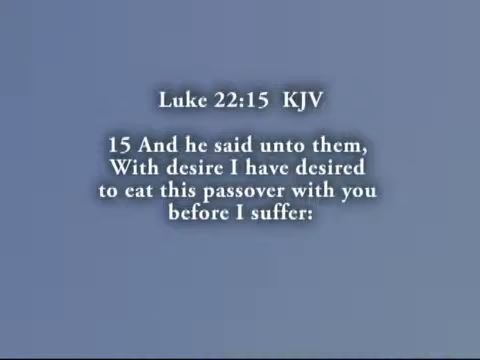 Luke 22:15 KJV
15 And he said unto them,
With desire I have desired
to eat this passover with you
before I suffer: